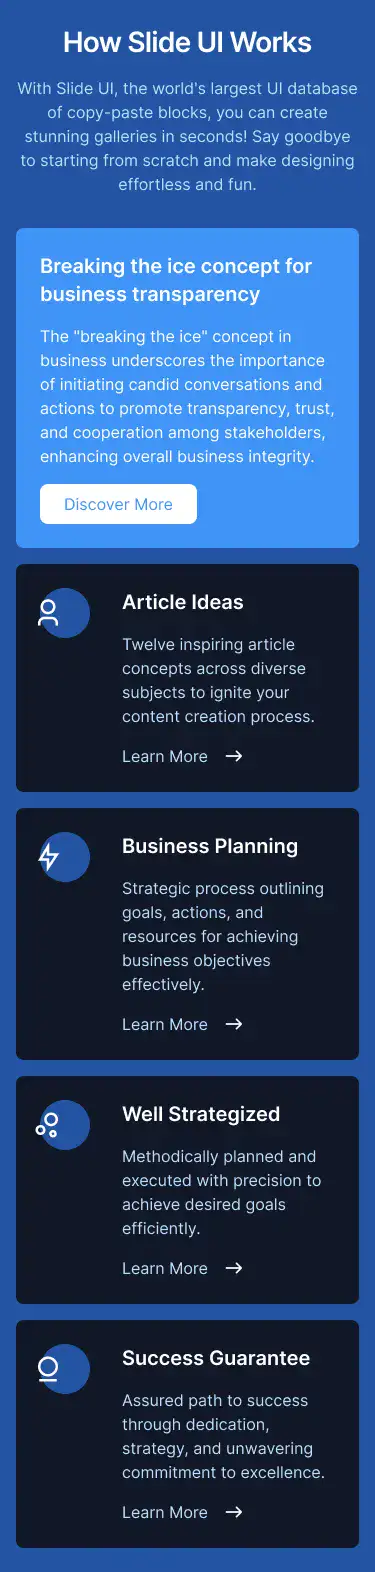 How Slide UI Works
With Slide UI, the world's largest UI database
of copy-paste blocks, you can create
stunning galleries in seconds! Say goodbye
to starting from scratch and make designing
effortless and fun.
Breaking the ice concept for
business transparency
The "breaking the ice" concept in
business underscores the importance
of initiating candid conversations and
actions to promote transparency, trust,
and cooperation among stakeholders,
enhancing overall business integrity.
Discover More
Article Ideas
Twelve inspiring article
concepts across diverse
subjects to ignite your
content creation process.
Learn More
Business Planning
Strategic process outlining
goals, actions, and
resources for achieving
business objectives
effectively.
Learn More
Well Strategized
Methodically planned and
executed with precision to
achieve desired goals
efficiently.
Learn More
Success Guarantee
Assured path to success
through dedication,
strategy, and unwavering
commitment to excellence.
Learn More